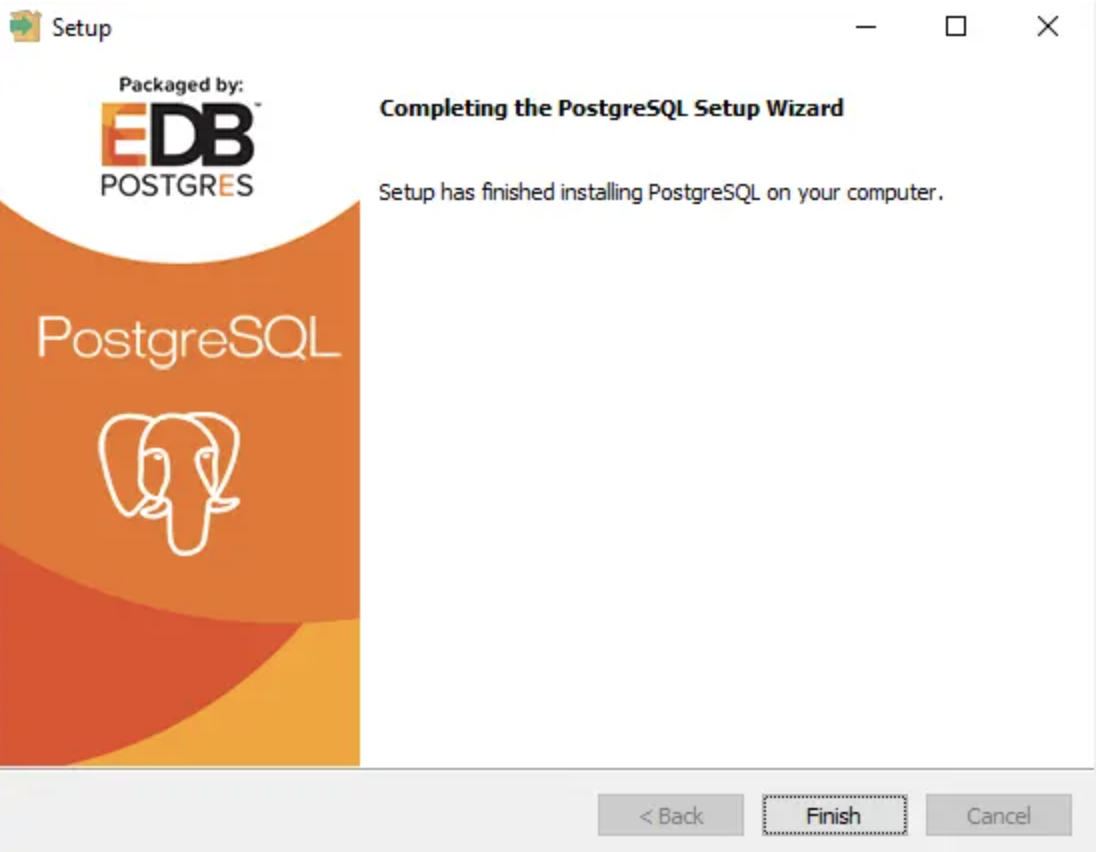 Setup
Packaged by:
EDB™
POSTGRES
PostgreSQL
Completing the PostgreSQL Setup Wizard
Setup has finished installing PostgreSQL on your computer.
< Back
Finish
Cancel